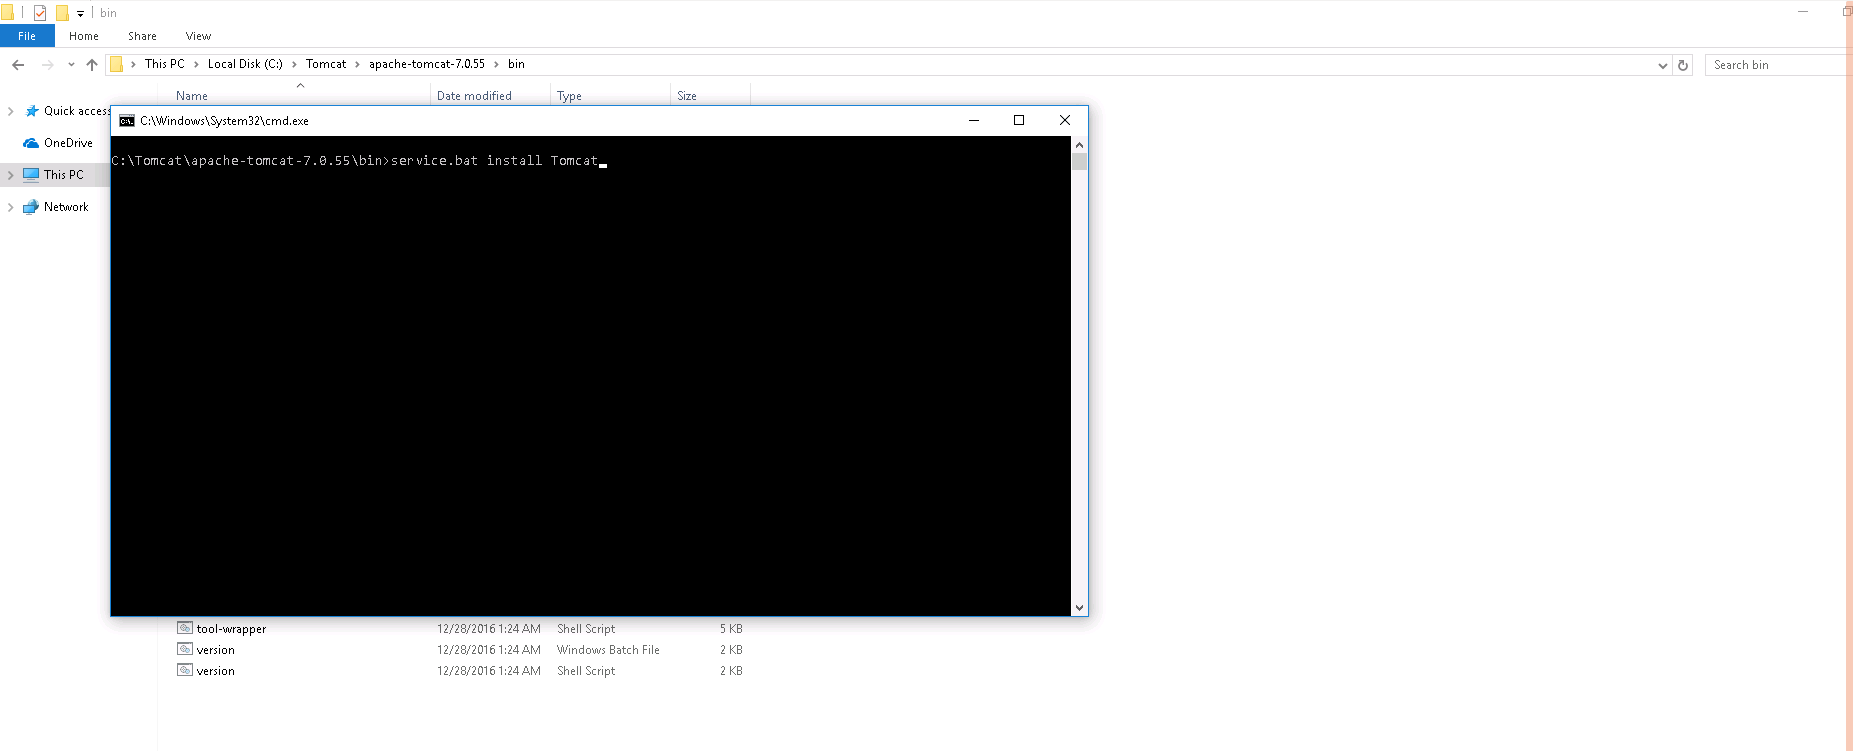 bin
File Home Share View
This PC Local Disk (C:) Tomcat apache-tomcat-7.0.55 bin Search bin
Name Date modified Type Size
Quick access
C:\Windows\System32\cmd.exe
OneDrive
C:\Tomcat\apache-tomcat-7.0.55\bin>service.bat install Tomcat
This PC
Network
tool-wrapper 12/28/2016 1:24 AM Shell Script 5 KB
version 12/28/2016 1:24 AM Windows Batch File 2 KB
version 12/28/2016 1:24 AM Shell Script 2 KB